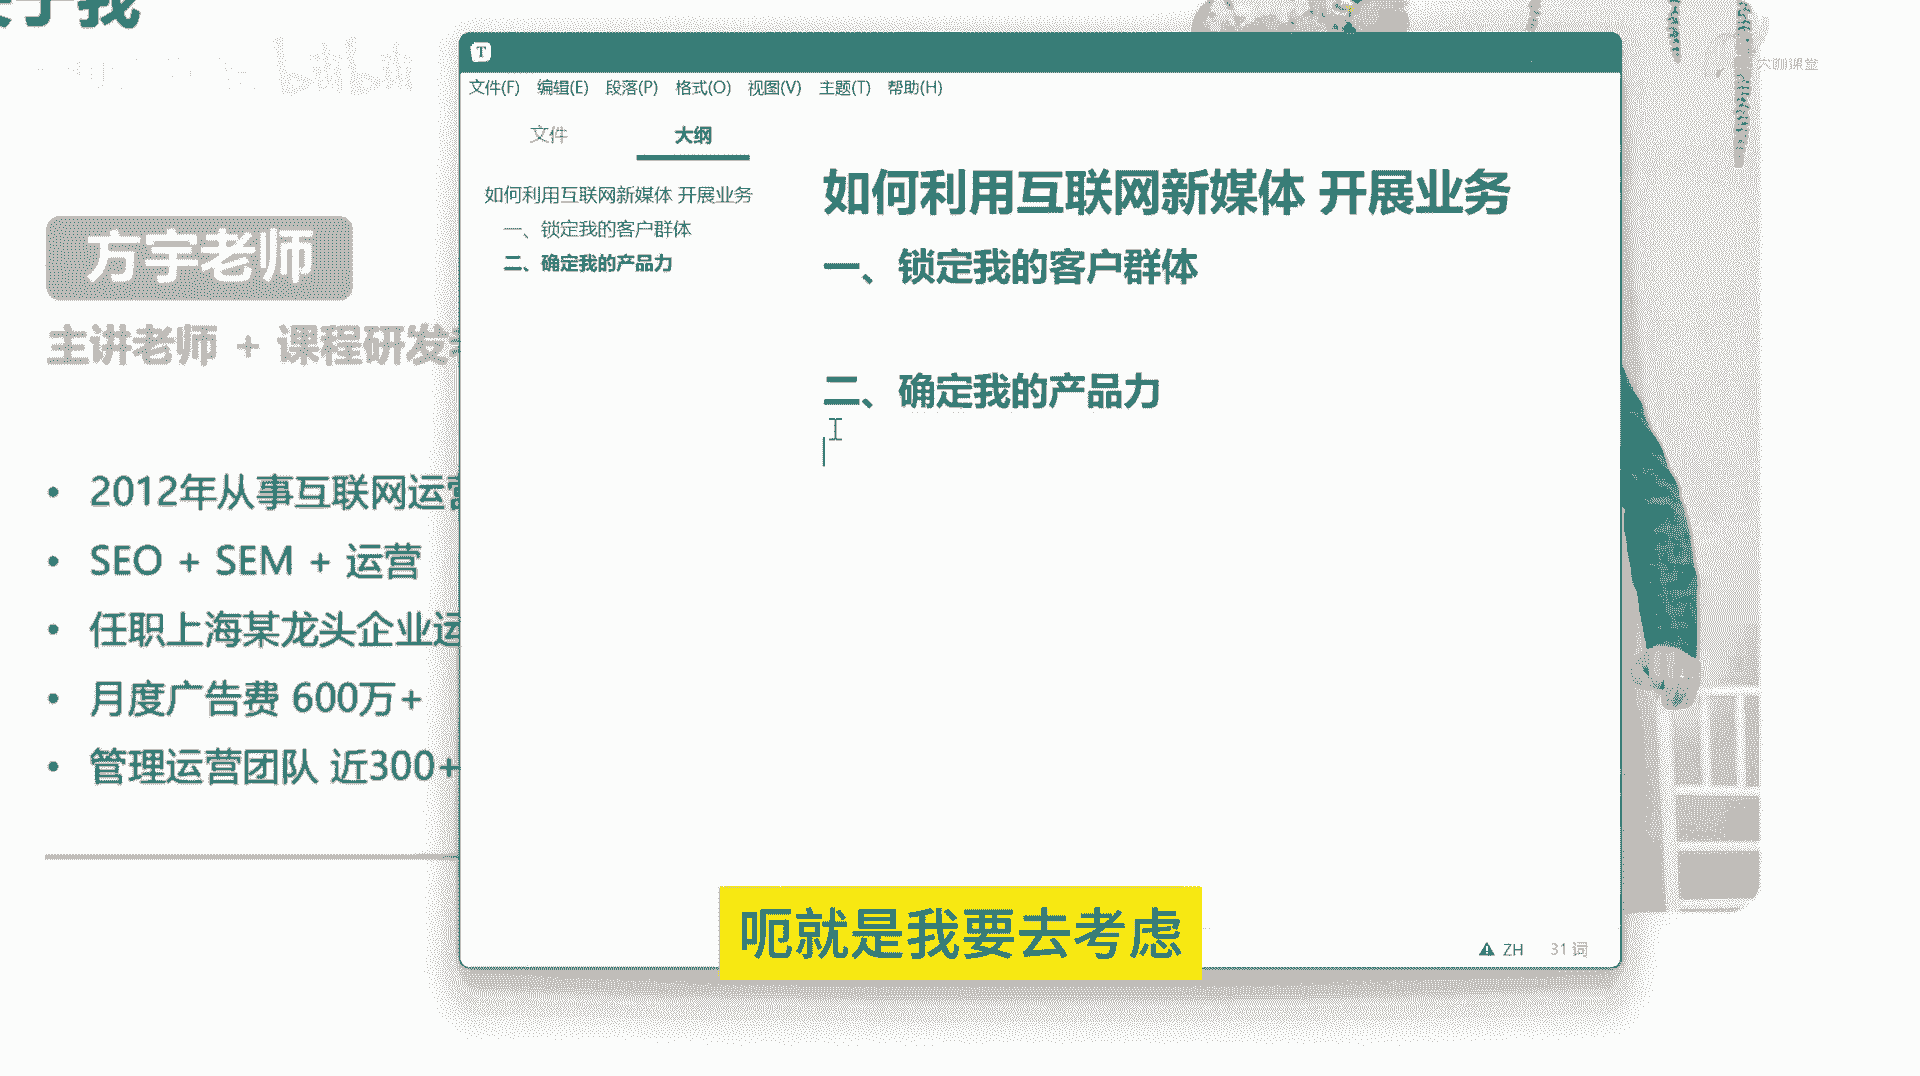 于我
bilibili
大咖课堂
方宇老师
主讲老师 + 课程研发
2012年从事互联网运营
SEO + SEM + 运营
任职上海某龙头企业运
月度广告费 600万+
管理运营团队 近300+
T
文件(F) 编辑(E) 段落(P) 格式(O) 视图(V) 主题(T) 帮助(H)
文件 大纲
如何利用互联网新媒体 开展业务
一、锁定我的客户群体
二、确定我的产品力
如何利用互联网新媒体 开展业务
一、锁定我的客户群体
二、确定我的产品力
呃就是我要去考虑
ZH 31 词